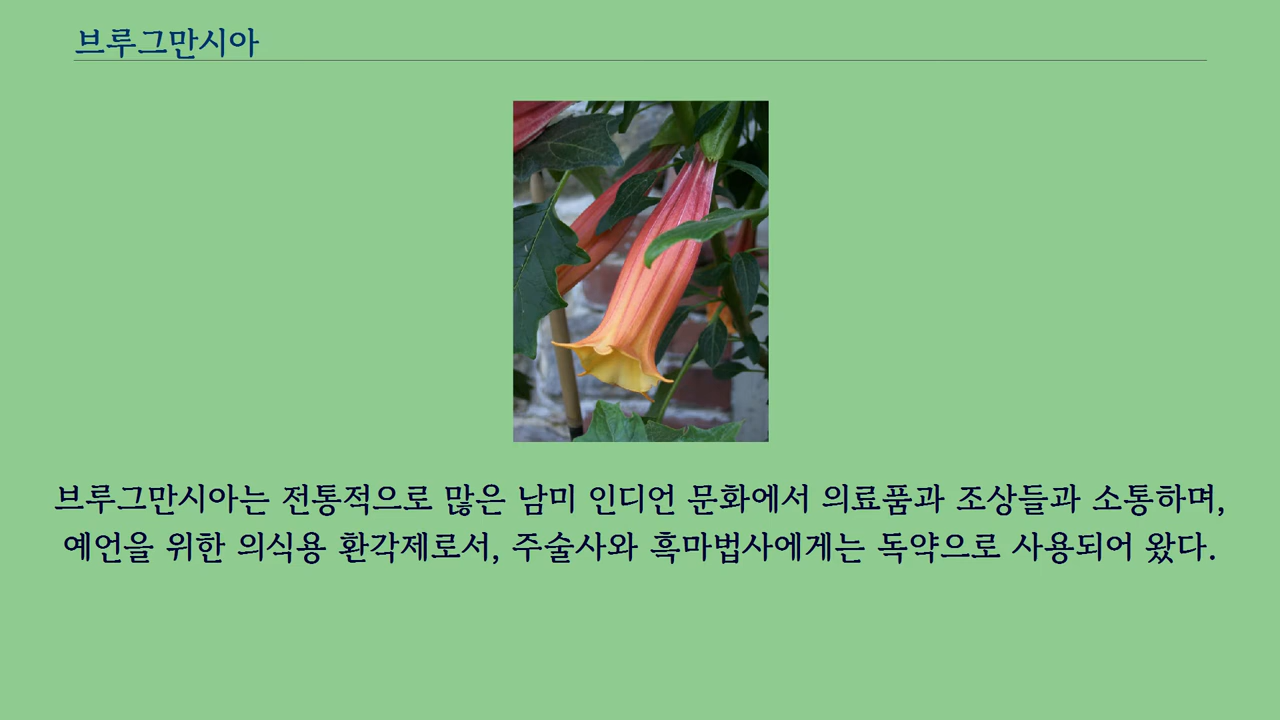 브루그만시아
브루그만시아는 전통적으로 많은 남미 인디언 문화에서 의료품과 조상들과 소통하며,
예언을 위한 의식용 환각제로서, 주술사와 흑마법사에게는 독약으로 사용되어 왔다.